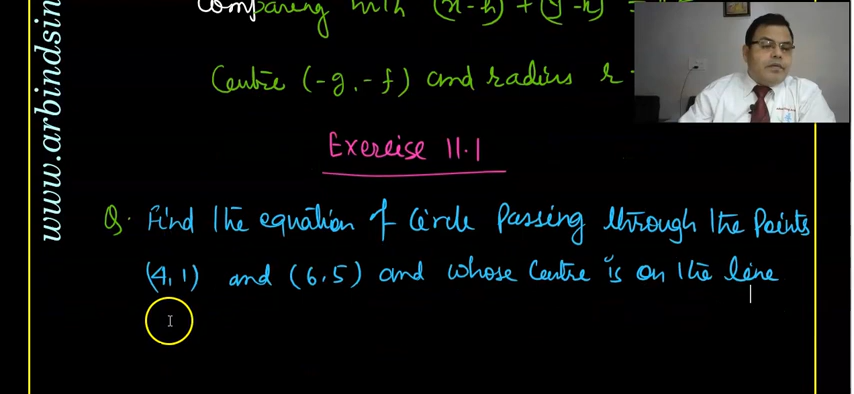 comparing with (x-h) + (y-k) =
Centre (-g, -f) and radius r
Exercise 11.1
Q. Find the equation of Circle passing through the Points
(4, 1) and (6, 5) and whose Centre is on the line
www.arbindsin